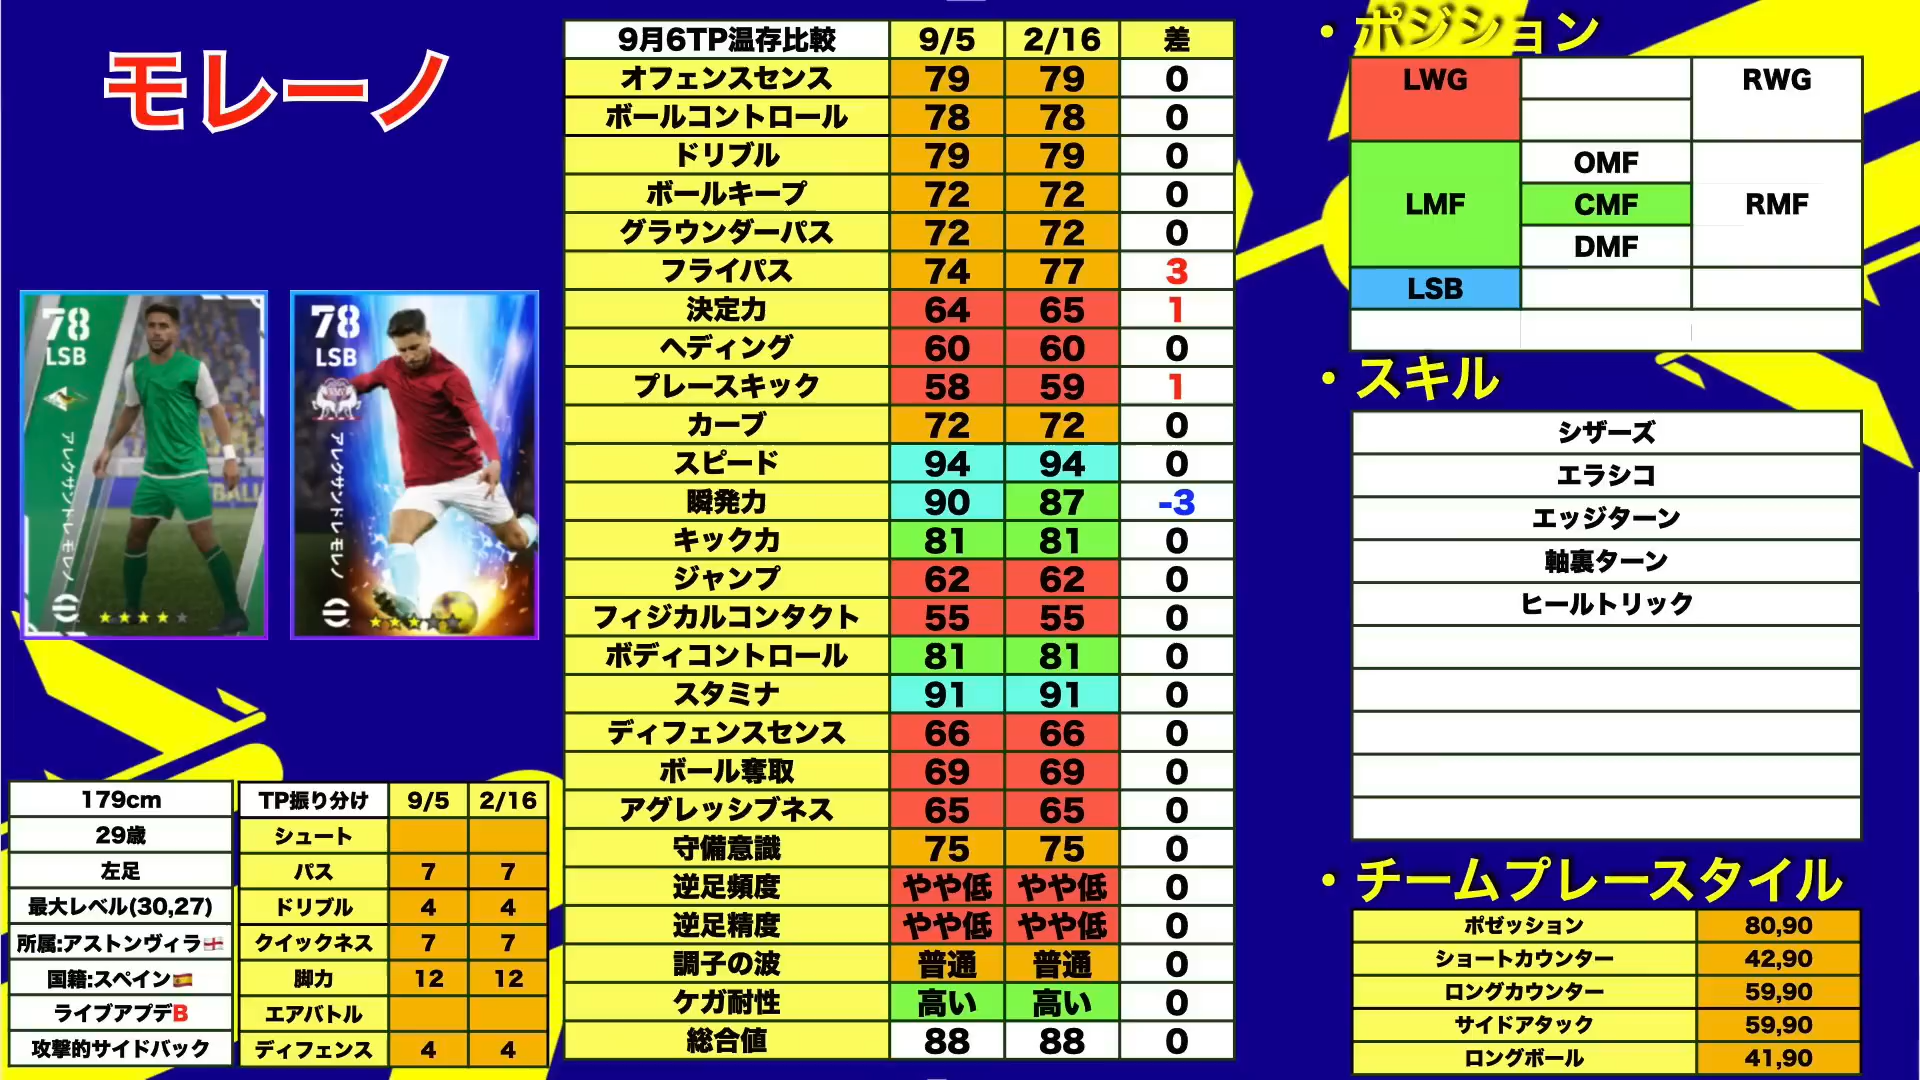 モレーノ
78
LSB
アレクサンドレ モレノ
78
LSB
アレクサンドレ モレノ
179cm
29歳
左足
最大レベル(30,27)
所属:アストンヴィラ🏴󠁧󠁢󠁥󠁮󠁧󠁿
国籍:スペイン🇪🇸
ライブアプデB
攻撃的サイドバック
TP振り分け 9/5 2/16
シュート
パス 7 7
ドリブル 4 4
クイックネス 7 7
脚力 12 12
エアバトル
ディフェンス 4 4
9月6TP温存比較 9/5 2/16 差
オフェンスセンス 79 79 0
ボールコントロール 78 78 0
ドリブル 79 79 0
ボールキープ 72 72 0
グラウンダーパス 72 72 0
フライパス 74 77 3
決定力 64 65 1
ヘディング 60 60 0
プレースキック 58 59 1
カーブ 72 72 0
スピード 94 94 0
瞬発力 90 87 -3
キック力 81 81 0
ジャンプ 62 62 0
フィジカルコンタクト 55 55 0
ボディコントロール 81 81 0
スタミナ 91 91 0
ディフェンスセンス 66 66 0
ボール奪取 69 69 0
アグレッシブネス 65 65 0
守備意識 75 75 0
逆足頻度 やや低 やや低 0
逆足精度 やや低 やや低 0
調子の波 普通 普通 0
ケガ耐性 高い 高い 0
総合値 88 88 0
・ポジション
LWG RWG
OMF
LMF CMF RMF
DMF
LSB
・スキル
シザーズ
エラシコ
エッジターン
軸裏ターン
ヒールトリック
・チームプレースタイル
ポゼッション 80,90
ショートカウンター 42,90
ロングカウンター 59,90
サイドアタック 59,90
ロングボール 41,90